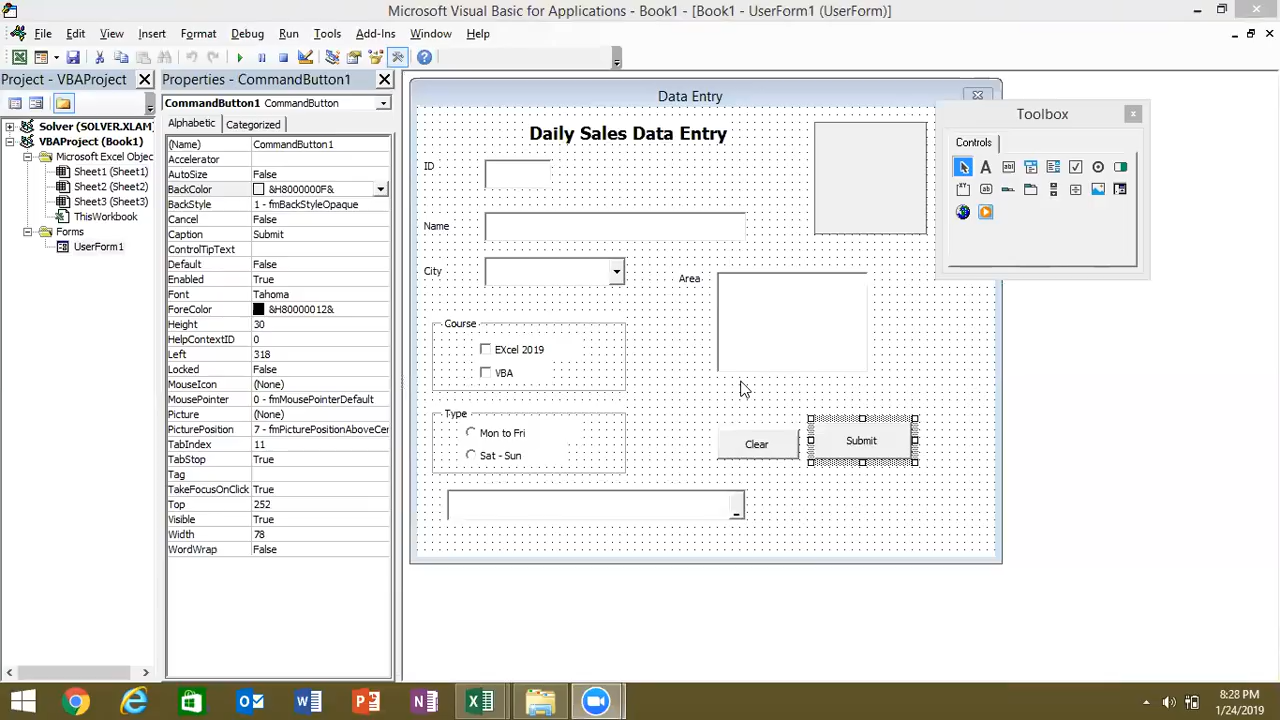 Microsoft Visual Basic for Applications - Book1 - [Book1 - UserForm1 (UserForm)]
File Edit View Insert Format Debug Run Tools Add-Ins Window Help
Project - VBAProject
Solver (SOLVER.XLAM)
VBAProject (Book1)
Microsoft Excel Objec
Sheet1 (Sheet1)
Sheet2 (Sheet2)
Sheet3 (Sheet3)
ThisWorkbook
Forms
UserForm1
Properties - CommandButton1
CommandButton1 CommandButton
Alphabetic Categorized
(Name) CommandButton1
Accelerator
AutoSize False
BackColor &H8000000F&
BackStyle 1 - fmBackStyleOpaque
Cancel False
Caption Submit
ControlTipText
Default False
Enabled True
Font Tahoma
ForeColor &H80000012&
Height 30
HelpContextID 0
Left 318
Locked False
MouseIcon (None)
MousePointer 0 - fmMousePointerDefault
Picture (None)
PicturePosition 7 - fmPicturePositionAboveCen
TabIndex 11
TabStop True
Tag
TakeFocusOnClick True
Top 252
Visible True
Width 78
WordWrap False
Data Entry
Daily Sales Data Entry
ID
Name
City
Area
Course
EXcel 2019
VBA
Type
Mon to Fri
Sat - Sun
Clear
Submit
Toolbox
Controls
8:28 PM
1/24/2019